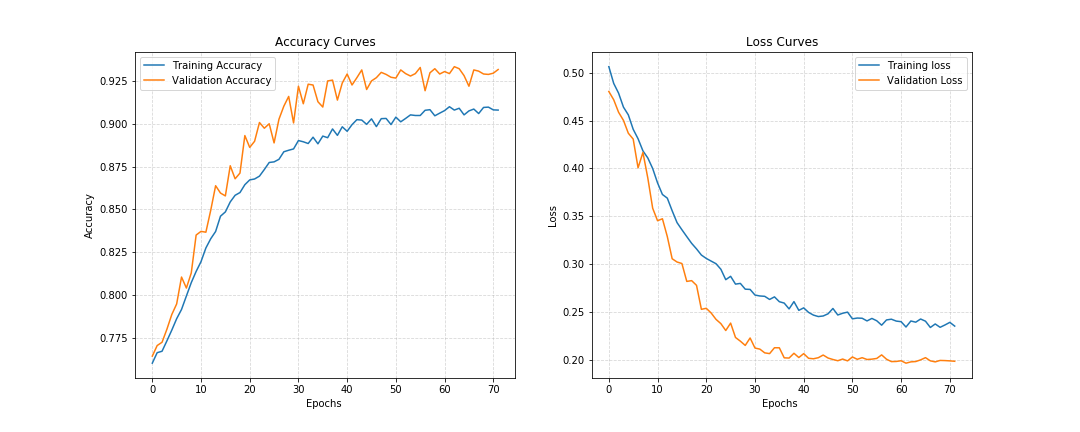 Accuracy Curves
Training Accuracy
Validation Accuracy
0.925
0.900
0.875
0.850
0.825
0.800
0.775
Accuracy
0 10 20 30 40 50 60 70
Epochs
Loss Curves
Training loss
Validation Loss
0.50
0.45
0.40
0.35
0.30
0.25
0.20
Loss
0 10 20 30 40 50 60 70
Epochs